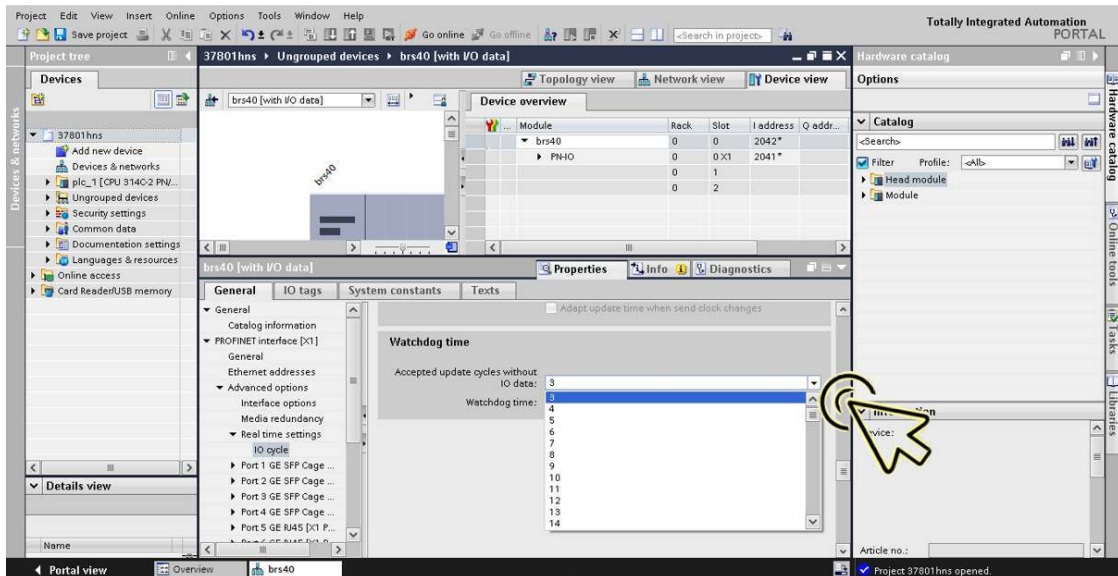 Project Edit View Insert Online Options Tools Window Help
Totally Integrated Automation
PORTAL
Save project Go online Go offline <Search in project>
Project tree
37801hns ▸ Ungrouped devices ▸ brs40 [with I/O data]
Hardware catalog
Devices
Topology view Network view Device view
Options
brs40 [with I/O data]
Device overview
Module Rack Slot I address Q addr...
brs40 0 0 2042*
PN-IO 0 0 X1 2041*
0 1
0 2
brs40
Catalog
<Search>
Filter Profile: <All>
Head module
Module
37801hns
Add new device
Devices & networks
plc_1 [CPU 314C-2 PN/...
Ungrouped devices
Security settings
Common data
Documentation settings
Languages & resources
Online access
Card Reader/USB memory
Devices & networks
brs40 [with I/O data]
Properties Info Diagnostics
General IO tags System constants Texts
General
Catalog information
PROFINET interface [X1]
General
Ethernet addresses
Advanced options
Interface options
Media redundancy
Real time settings
IO cycle
Port 1 GE SFP Cage ...
Port 2 GE SFP Cage ...
Port 3 GE SFP Cage ...
Port 4 GE SFP Cage ...
Port 5 GE RJ45 [X1 P...
Adapt update time when send clock changes
Watchdog time
Accepted update cycles without
IO data: 3
Watchdog time:
3
4
5
6
7
8
9
10
11
12
13
14
Article no.:
Hardware catalog
Online tools
Tasks
Libraries
Details view
Name
Portal view Overview brs40
Project 37801hns opened.